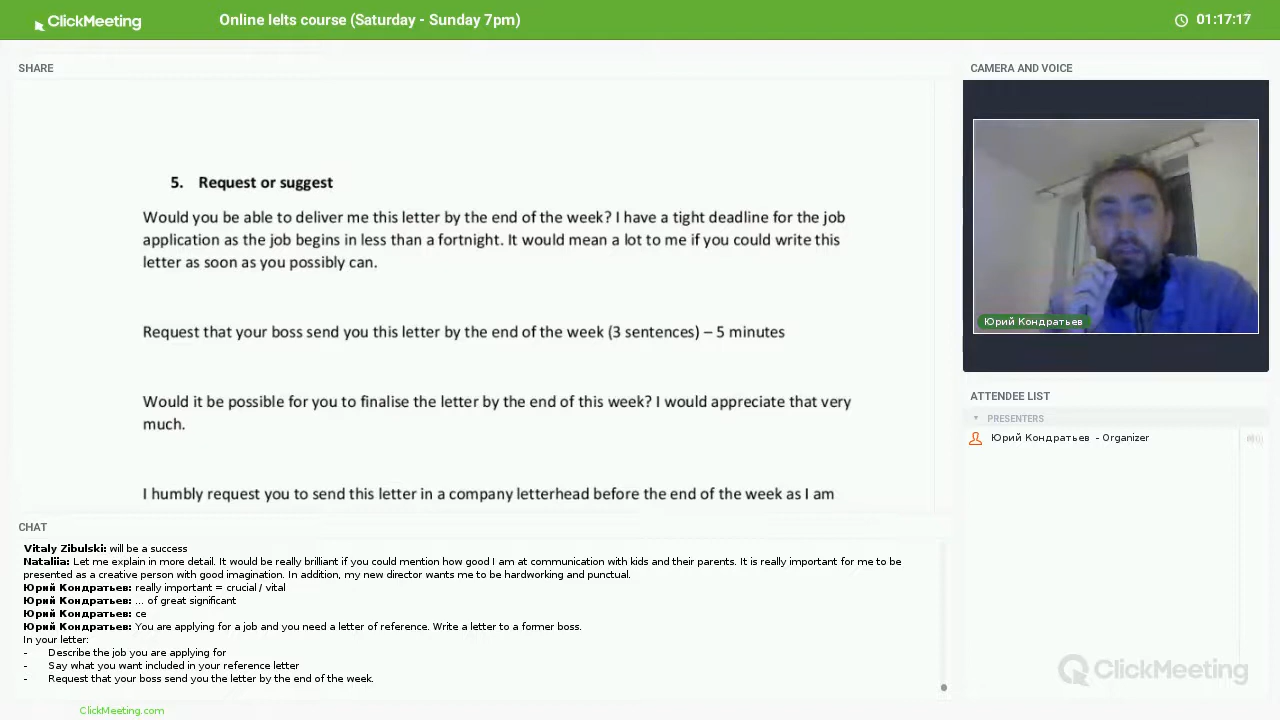 ClickMeeting
Online Ielts course (Saturday - Sunday 7pm)
01:17:17
SHARE
5. Request or suggest
Would you be able to deliver me this letter by the end of the week? I have a tight deadline for the job
application as the job begins in less than a fortnight. It would mean a lot to me if you could write this
letter as soon as you possibly can.
Request that your boss send you this letter by the end of the week (3 sentences) – 5 minutes
Would it be possible for you to finalise the letter by the end of this week? I would appreciate that very
much.
I humbly request you to send this letter in a company letterhead before the end of the week as I am
CAMERA AND VOICE
Юрий Кондратьев
ATTENDEE LIST
PRESENTERS
Юрий Кондратьев - Organizer
CHAT
Vitaly Zibulski: will be a success
Nataliia: Let me explain in more detail. It would be really brilliant if you could mention how good I am at communication with kids and their parents. It is really important for me to be
presented as a creative person with good imagination. In addition, my new director wants me to be hardworking and punctual.
Юрий Кондратьев: really important = crucial / vital
Юрий Кондратьев: ... of great significant
Юрий Кондратьев: ce
Юрий Кондратьев: You are applying for a job and you need a letter of reference. Write a letter to a former boss.
In your letter:
- Describe the job you are applying for
- Say what you want included in your reference letter
- Request that your boss send you the letter by the end of the week.
ClickMeeting
ClickMeeting.com